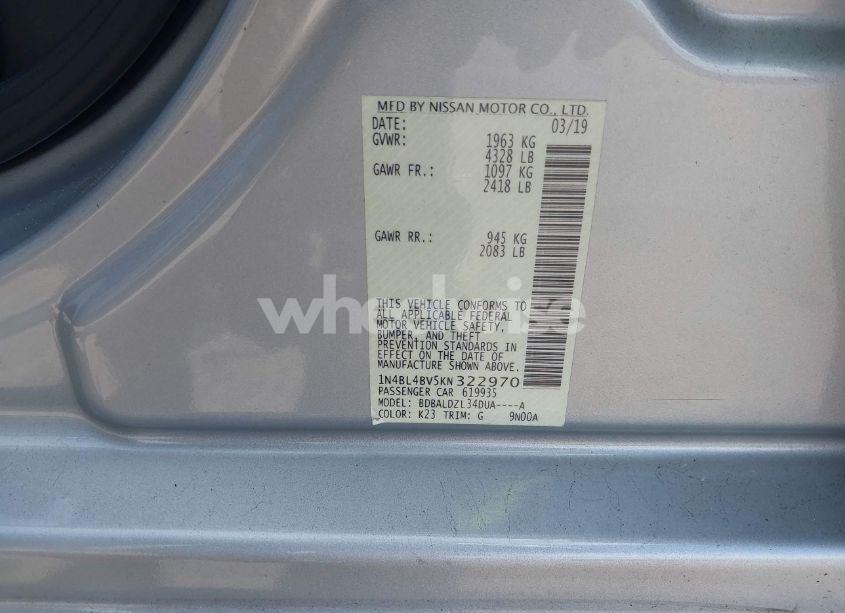 MFD BY NISSAN MOTOR CO., LTD.
DATE: 03/19
GVWR: 1963 KG
4328 LB
GAWR FR.: 1097 KG
2418 LB
GAWR RR.: 945 KG
2083 LB
THIS VEHICLE CONFORMS TO
ALL APPLICABLE FEDERAL
MOTOR VEHICLE SAFETY,
BUMPER, AND THEFT
PREVENTION STANDARDS IN
EFFECT ON THE DATE OF
MANUFACTURE SHOWN ABOVE.
1N4BL4BV5KN322970
PASSENGER CAR 619935
MODEL: BDBALDZL34DUA----A
COLOR: K23 TRIM: G 9N00A